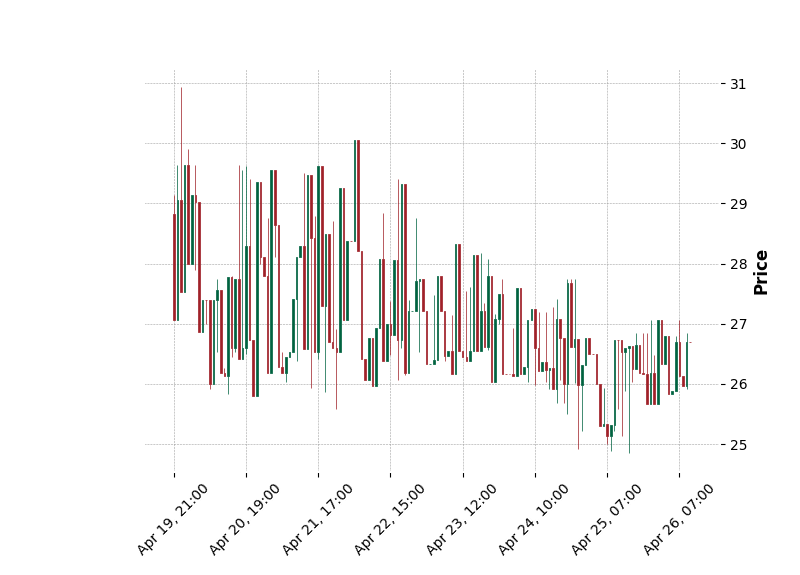 31
30
29
28
27
26
25
Price
Apr 19, 21:00
Apr 20, 19:00
Apr 21, 17:00
Apr 22, 15:00
Apr 23, 12:00
Apr 24, 10:00
Apr 25, 07:00
Apr 26, 07:00